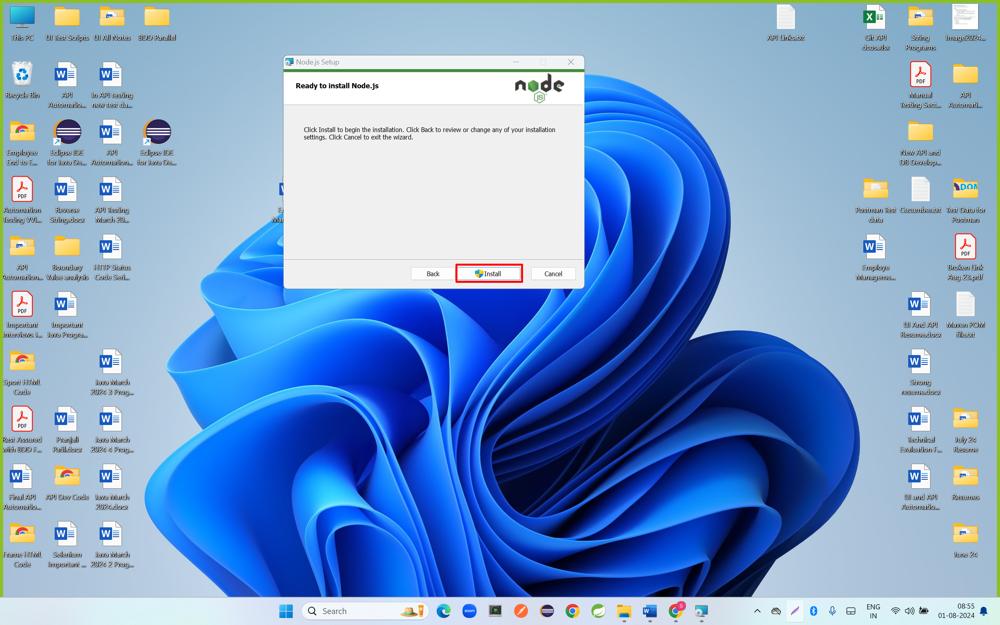 This PC
UI Test Scripts
UI All Notes
BDD Parallel
API Links.txt
Git API
dcos.xlsx
String
Programs
Image2024...
Node.js Setup
Ready to install Node.js
node
JS
Click Install to begin the installation. Click Back to review or change any of your installation
settings. Click Cancel to exit the wizard.
Back
Install
Cancel
Recycle Bin
API
Automatio...
In API testing
new test da...
PDF
Manual
Testing Sect...
API
Automati...
Employee
End to E...
Eclipse IDE
for Java De...
API
Automation...
Eclipse IDE
for Java De...
New API and
DB Develop...
PDF
Automation
Testing VVI...
Reverse
String.docx
API Testing
March 20...
Postman Test
data
Cucumber.txt
Test Data for
Postman
API
Automation...
Boundary
Value analysis
HTTP Status
Code Seri...
Employe
Manageme...
PDF
Broken Link
Aug 23.pdf
PDF
Important
Interviews J...
Important
Java Progra...
UI And API
Resume.docx
Maven POM
file.txt
Sport HTML
Code
Java March
2024 3 Prog...
Strong
resume.docx
PDF
Rest Assured
with BDD F...
Pranjali
Patil.docx
Java March
2024 4 Prog...
Technical
Evaluation F...
July 24
Resume
Final API
Automatio...
API Dev Code
Java March
2024.docx
UI and API
Automatio...
Resumes
Frame HTML
Code
Selenium
Important ...
Java March
2024 2 Prog...
June 24
Search
zoom
S
ENG
IN
08:55
01-08-2024